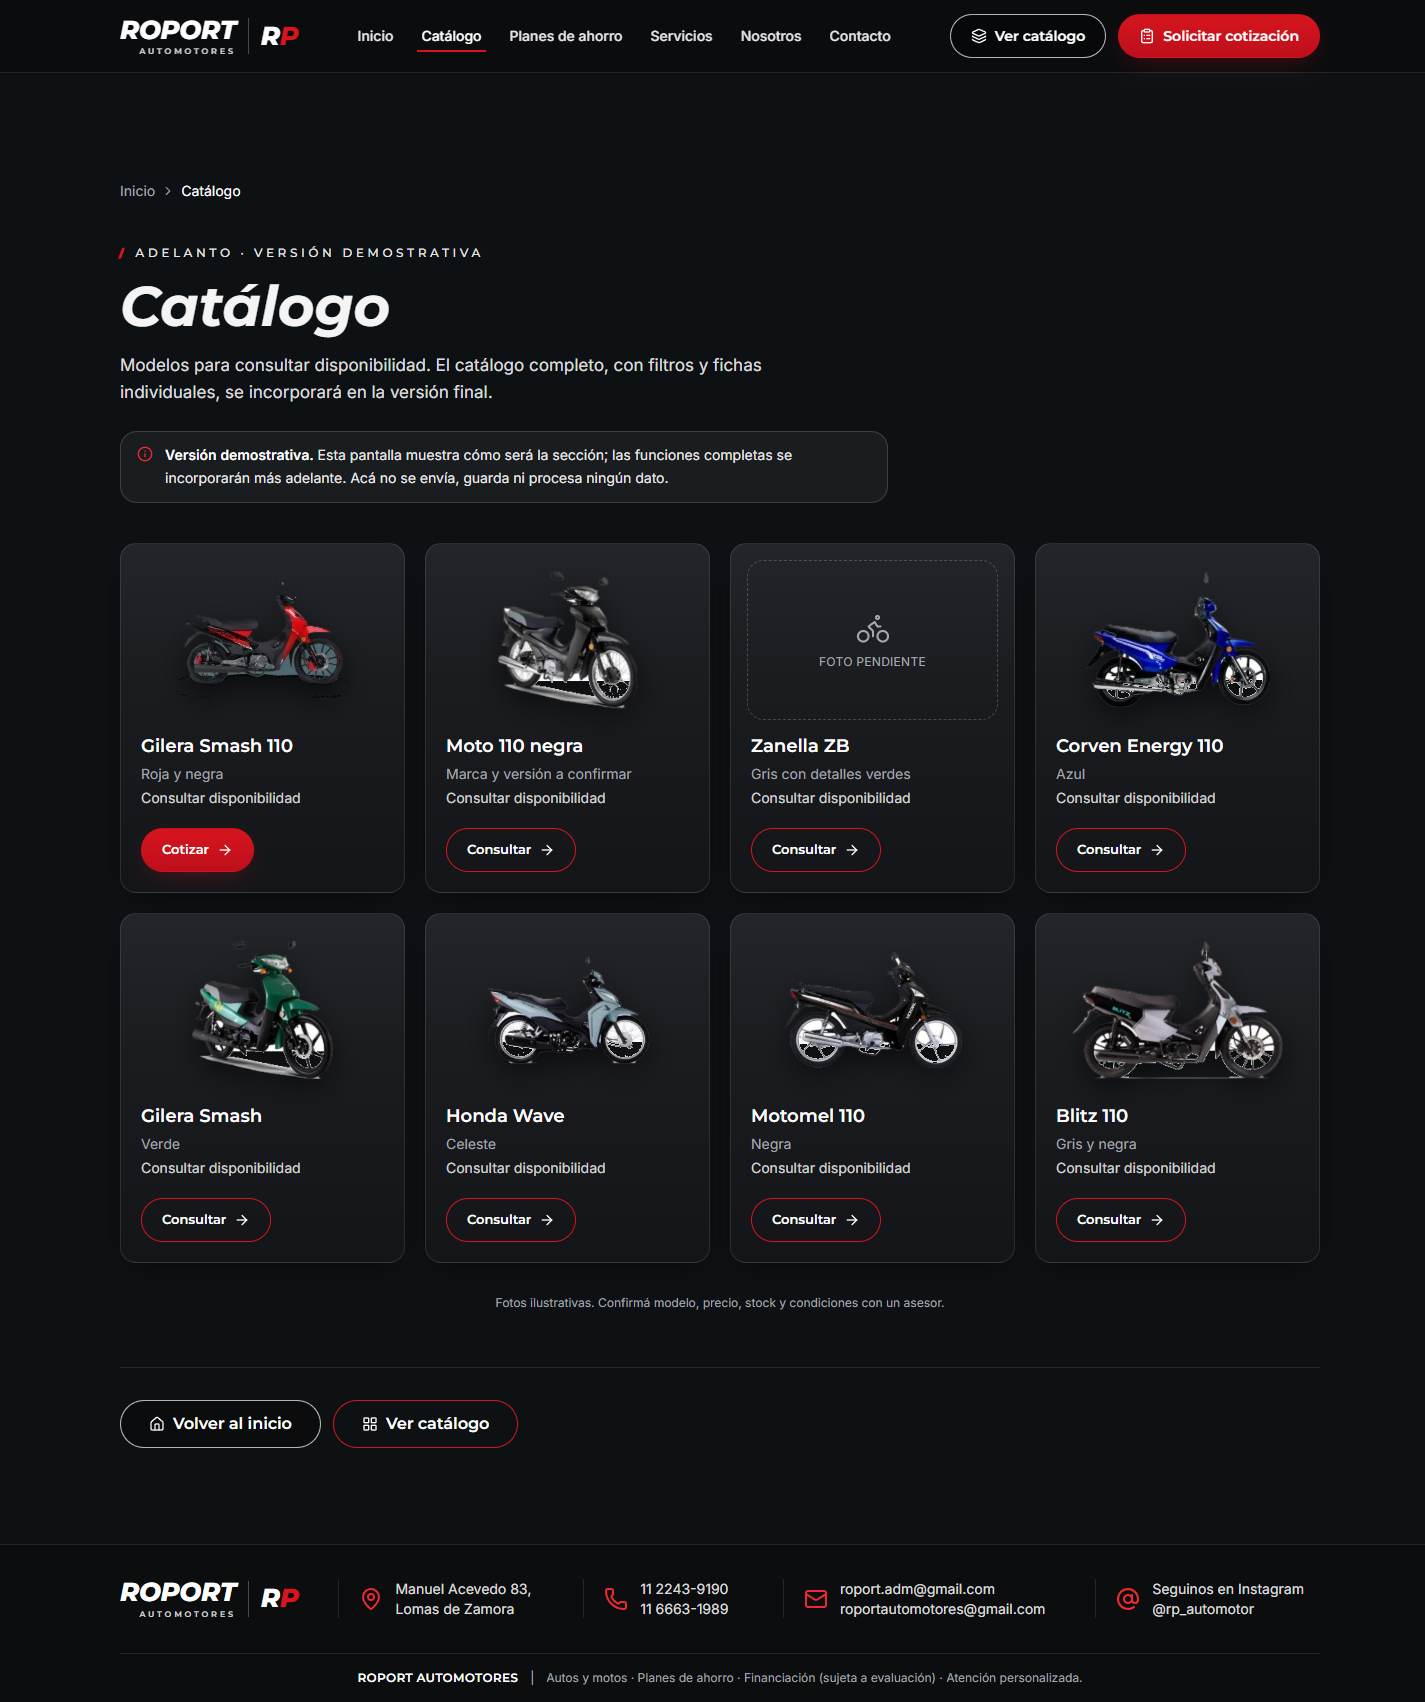 ROPORT
AUTOMOTORES
RP
Inicio
Catálogo
Planes de ahorro
Servicios
Nosotros
Contacto
Ver catálogo
Solicitar cotización
Inicio > Catálogo
/ ADELANTO · VERSIÓN DEMOSTRATIVA
Catálogo
Modelos para consultar disponibilidad. El catálogo completo, con filtros y fichas
individuales, se incorporará en la versión final.
Versión demostrativa. Esta pantalla muestra cómo será la sección; las funciones completas se
incorporarán más adelante. Acá no se envía, guarda ni procesa ningún dato.
Gilera Smash 110
Roja y negra
Consultar disponibilidad
Cotizar →
Moto 110 negra
Marca y versión a confirmar
Consultar disponibilidad
Consultar →
FOTO PENDIENTE
Zanella ZB
Gris con detalles verdes
Consultar disponibilidad
Consultar →
Corven Energy 110
Azul
Consultar disponibilidad
Consultar →
Gilera Smash
Verde
Consultar disponibilidad
Consultar →
Honda Wave
Celeste
Consultar disponibilidad
Consultar →
Motomel 110
Negra
Consultar disponibilidad
Consultar →
BLITZ
Blitz 110
Gris y negra
Consultar disponibilidad
Consultar →
Fotos ilustrativas. Confirmá modelo, precio, stock y condiciones con un asesor.
Volver al inicio
Ver catálogo
ROPORT
AUTOMOTORES
RP
Manuel Acevedo 83,
Lomas de Zamora
11 2243-9190
11 6663-1989
roport.adm@gmail.com
roportautomotores@gmail.com
Seguinos en Instagram
@rp_automotor
ROPORT AUTOMOTORES | Autos y motos · Planes de ahorro · Financiación (sujeta a evaluación) · Atención personalizada.